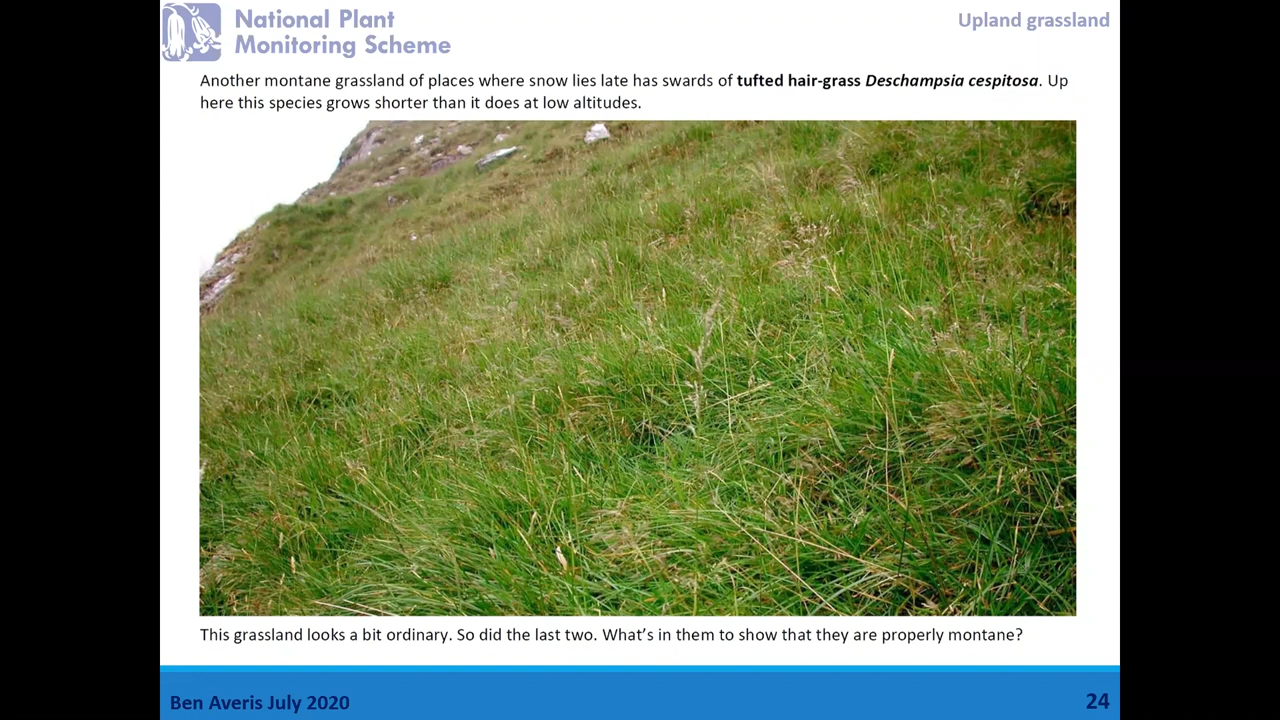 National Plant
Monitoring Scheme
Upland grassland
Another montane grassland of places where snow lies late has swards of tufted hair-grass Deschampsia cespitosa. Up
here this species grows shorter than it does at low altitudes.
This grassland looks a bit ordinary. So did the last two. What’s in them to show that they are properly montane?
Ben Averis July 2020
24